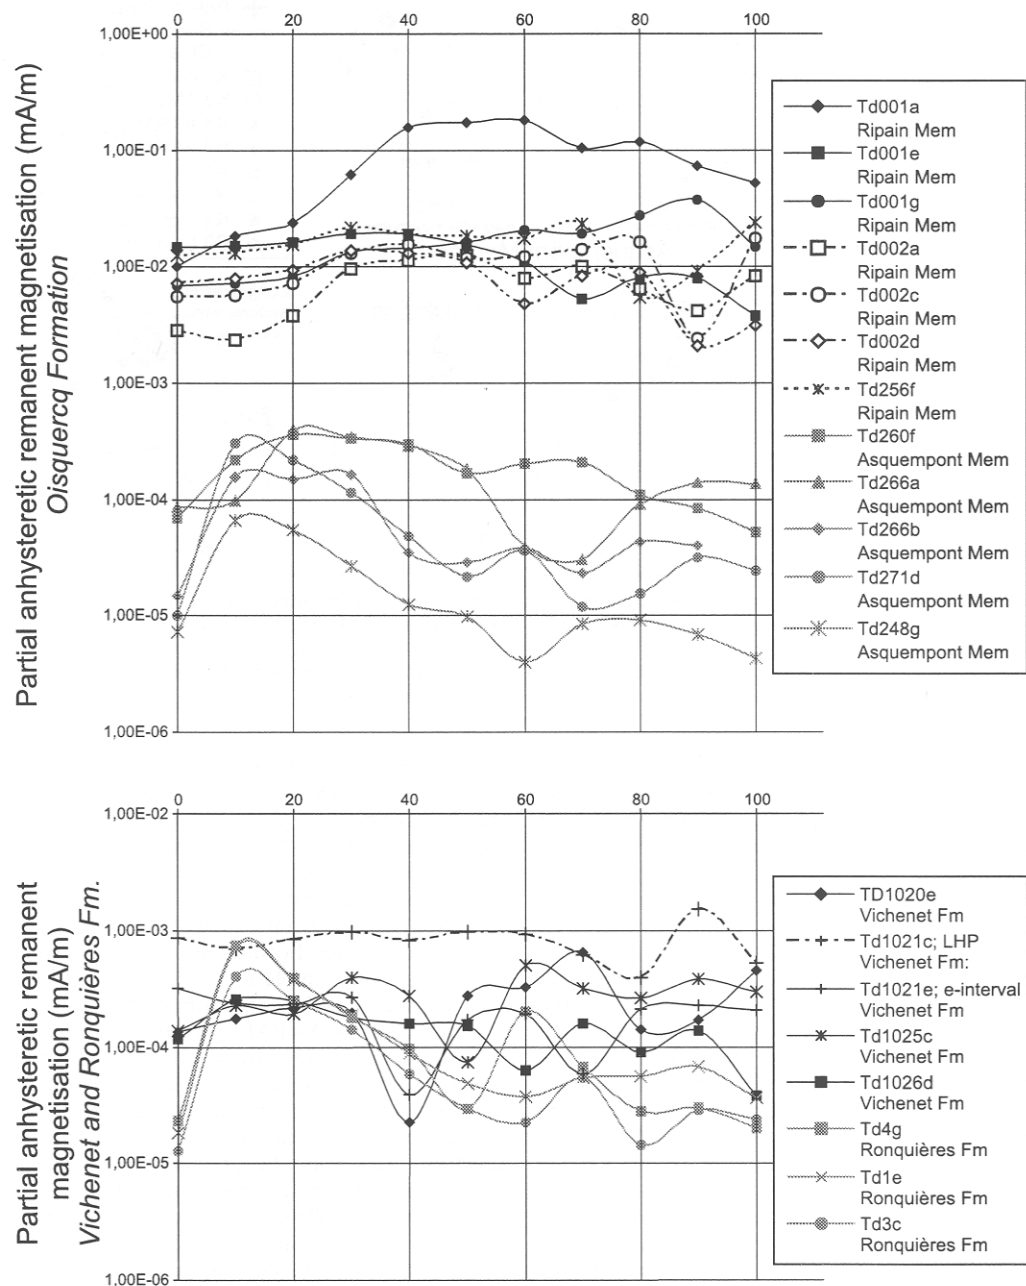 0 20 40 60 80 100
1,00E+00
1,00E-01
1,00E-02
1,00E-03
1,00E-04
1,00E-05
1,00E-06
Partial anhysteretic remanent magnetisation (mA/m)
Oisquercq Formation
Td001a
Ripain Mem
Td001e
Ripain Mem
Td001g
Ripain Mem
Td002a
Ripain Mem
Td002c
Ripain Mem
Td002d
Ripain Mem
Td256f
Ripain Mem
Td260f
Asquempont Mem
Td266a
Asquempont Mem
Td266b
Asquempont Mem
Td271d
Asquempont Mem
Td248g
Asquempont Mem
0 20 40 60 80 100
1,00E-02
1,00E-03
1,00E-04
1,00E-05
1,00E-06
Partial anhysteretic remanent
magnetisation (mA/m)
Vichenet and Ronquières Fm.
TD1020e
Vichenet Fm
Td1021c; LHP
Vichenet Fm:
Td1021e; e-interval
Vichenet Fm
Td1025c
Vichenet Fm
Td1026d
Vichenet Fm
Td4g
Ronquières Fm
Td1e
Ronquières Fm
Td3c
Ronquières Fm